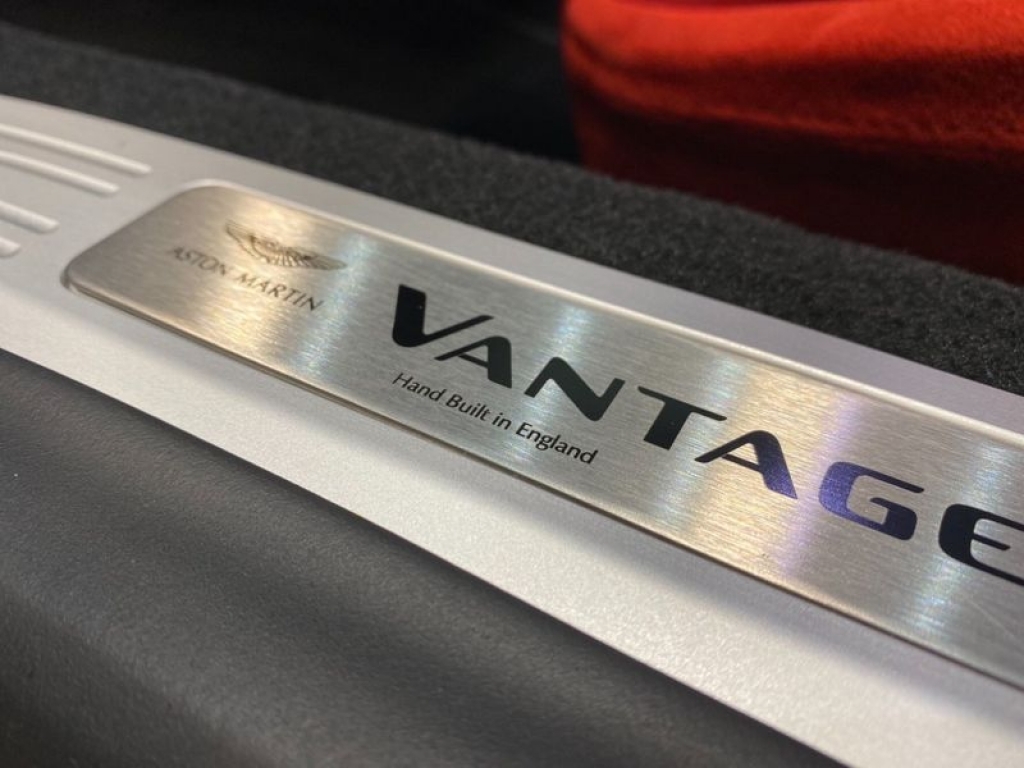 ASTON MARTIN
VANTAGE
Hand Built in England